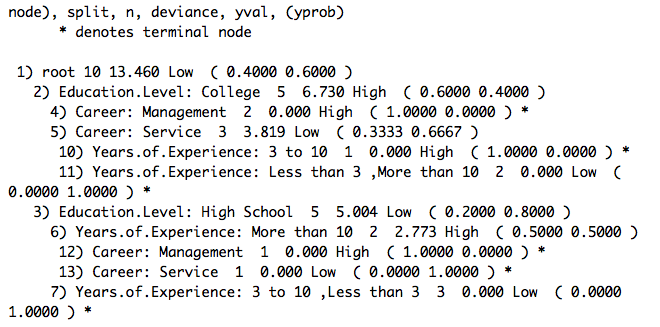 node), split, n, deviance, yval, (yprob)
* denotes terminal node
1) root 10 13.460 Low ( 0.4000 0.6000 )
2) Education.Level: College 5 6.730 High ( 0.6000 0.4000 )
4) Career: Management 2 0.000 High ( 1.0000 0.0000 ) *
5) Career: Service 3 3.819 Low ( 0.3333 0.6667 )
10) Years.of.Experience: 3 to 10 1 0.000 High ( 1.0000 0.0000 ) *
11) Years.of.Experience: Less than 3 ,More than 10 2 0.000 Low (
0.0000 1.0000 ) *
3) Education.Level: High School 5 5.004 Low ( 0.2000 0.8000 )
6) Years.of.Experience: More than 10 2 2.773 High ( 0.5000 0.5000 )
12) Career: Management 1 0.000 High ( 1.0000 0.0000 ) *
13) Career: Service 1 0.000 Low ( 0.0000 1.0000 ) *
7) Years.of.Experience: 3 to 10 ,Less than 3 3 0.000 Low ( 0.0000
1.0000 ) *